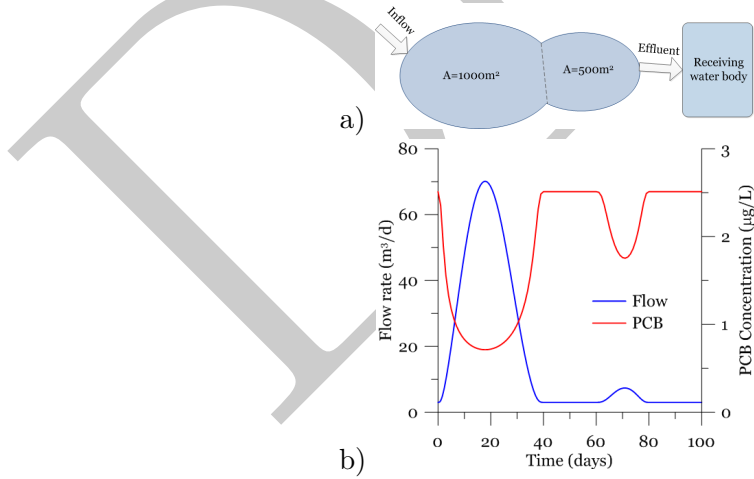 Inflow
A=1000m²
A=500m²
Effluent
Receiving
water body
a)
80
60
40
20
0
Flow rate (m³/d)
3
2
1
0
PCB Concentration (µg/L)
Flow
PCB
0 20 40 60 80 100
Time (days)
b)